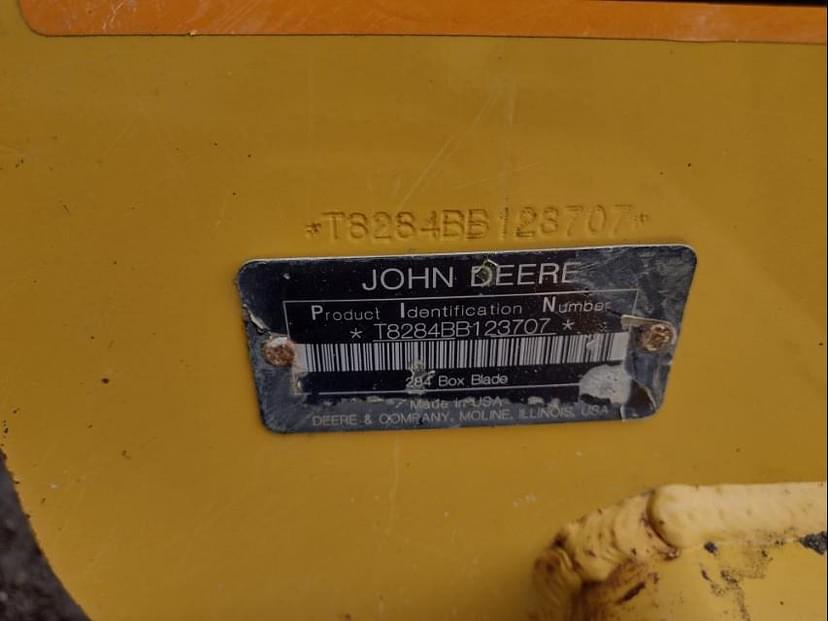 *T8284BB123707*
JOHN DEERE
Product Identification Number
* T8284BB123707 *
284 Box Blade
Made in USA
DEERE & COMPANY, MOLINE, ILLINOIS, USA